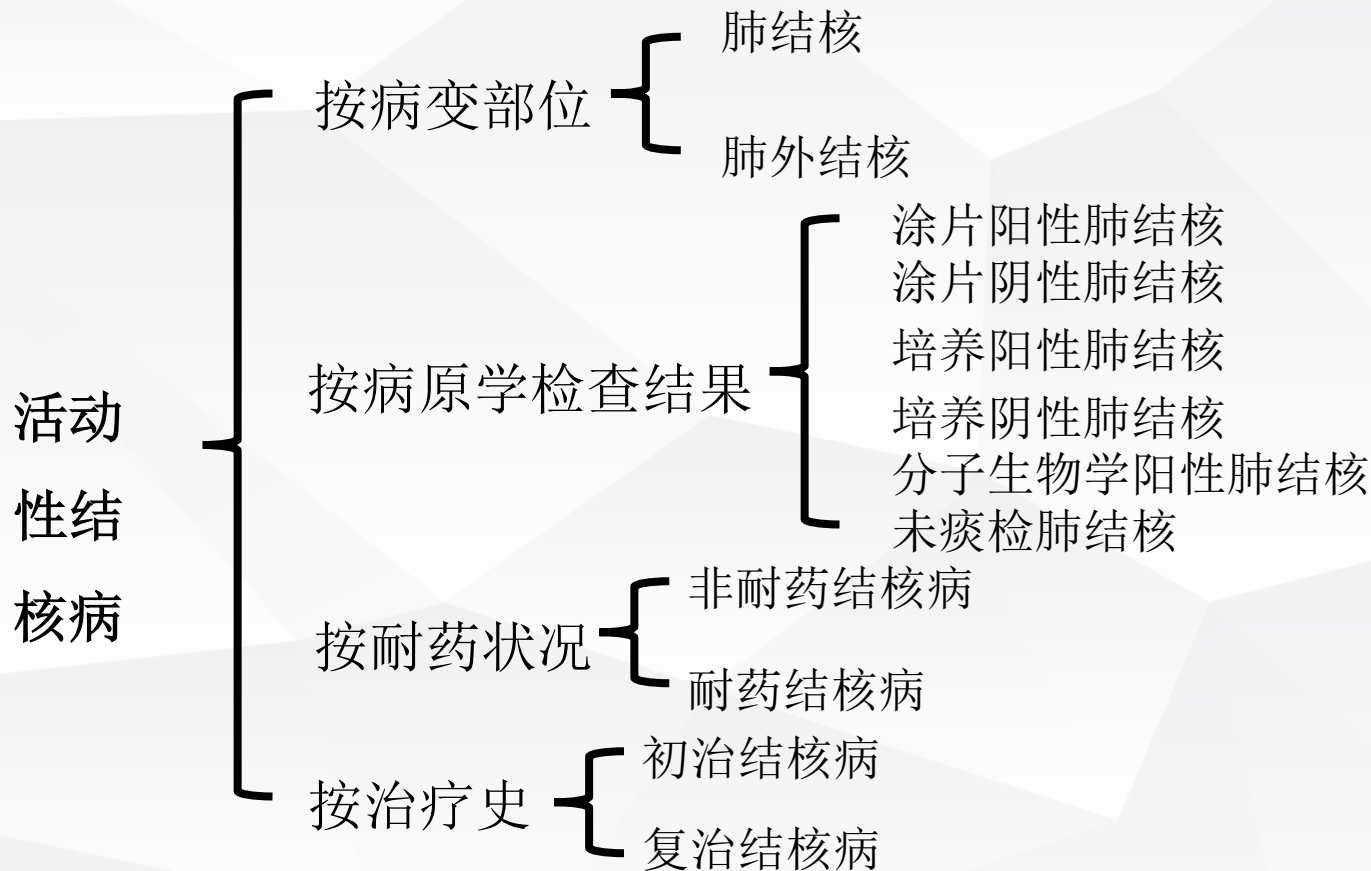 活动
性结
核病
按病变部位
肺结核
肺外结核
按病原学检查结果
涂片阳性肺结核
涂片阴性肺结核
培养阳性肺结核
培养阴性肺结核
分子生物学阳性肺结核
未痰检肺结核
按耐药状况
非耐药结核病
耐药结核病
按治疗史
初治结核病
复治结核病